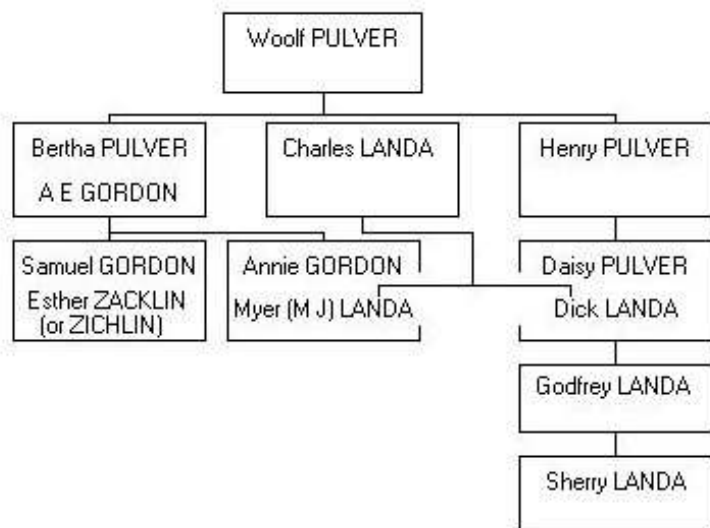 Woolf PULVER
Bertha PULVER
A E GORDON
Charles LANDA
Henry PULVER
Samuel GORDON
Esther ZACKLIN
(or ZICHLIN)
Annie GORDON
Myer (M J) LANDA
Daisy PULVER
Dick LANDA
Godfrey LANDA
Sherry LANDA